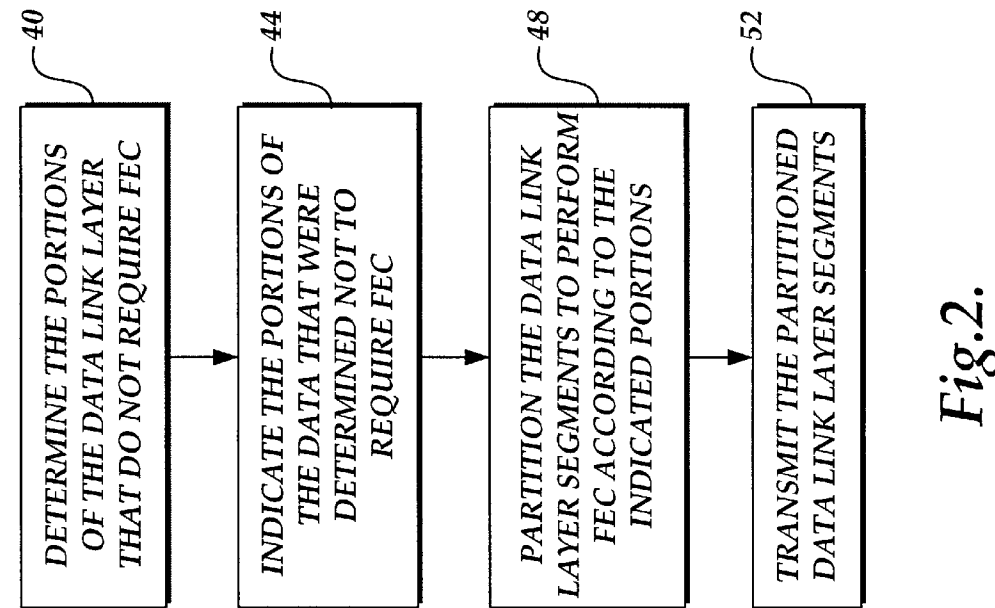 40
DETERMINE THE PORTIONS
OF THE DATA LINK LAYER
THAT DO NOT REQUIRE FEC
44
INDICATE THE PORTIONS OF
THE DATA THAT WERE
DETERMINED NOT TO
REQUIRE FEC
48
PARTITION THE DATA LINK
LAYER SEGMENTS TO PERFORM
FEC ACCORDING TO THE
INDICATED PORTIONS
52
TRANSMIT THE PARTITIONED
DATA LINK LAYER SEGMENTS
Fig.2.